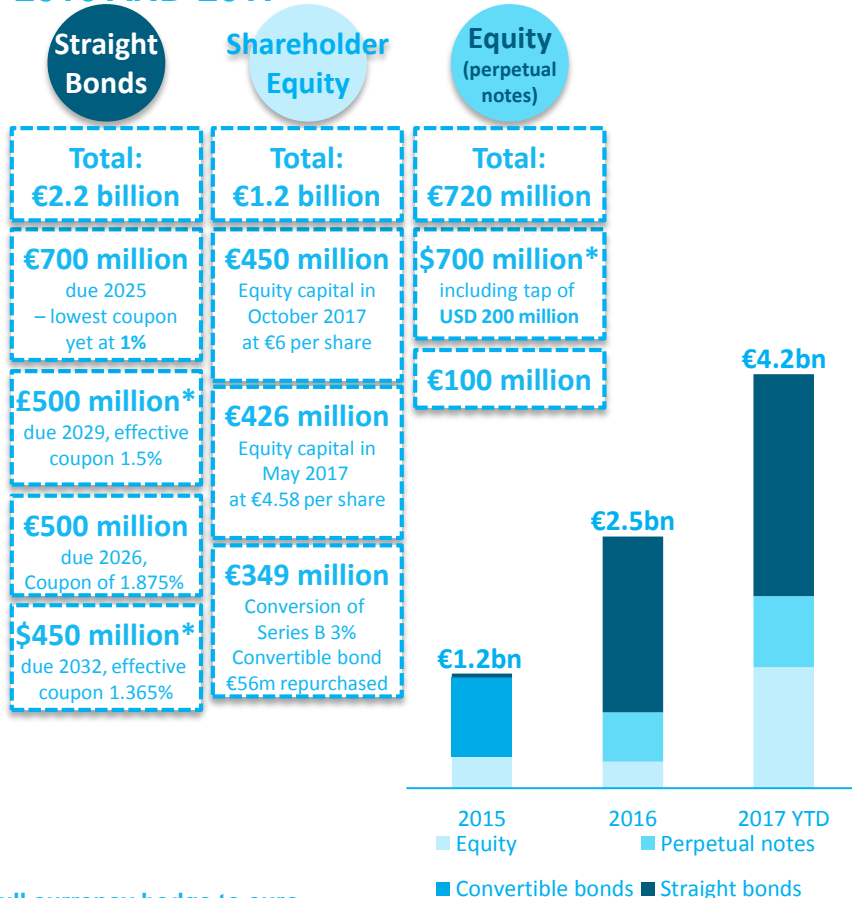 Straight
Bonds
Shareholder
Equity
Equity
(perpetual
notes)
Total:
€2.2 billion
€700 million
due 2025
– lowest coupon
yet at 1%
£500 million*
due 2029, effective
coupon 1.5%
€500 million
due 2026,
Coupon of 1.875%
$450 million*
due 2032, effective
coupon 1.365%
Total:
€1.2 billion
€450 million
Equity capital in
October 2017
at €6 per share
€426 million
Equity capital in
May 2017
at €4.58 per share
€349 million
Conversion of
Series B 3%
Convertible bond
€56m repurchased
Total:
€720 million
$700 million*
including tap of
USD 200 million
€100 million
€1.2bn
€2.5bn
€4.2bn
2015
2016
2017 YTD
Equity
Perpetual notes
Convertible bonds
Straight bonds
currency hedge to euro